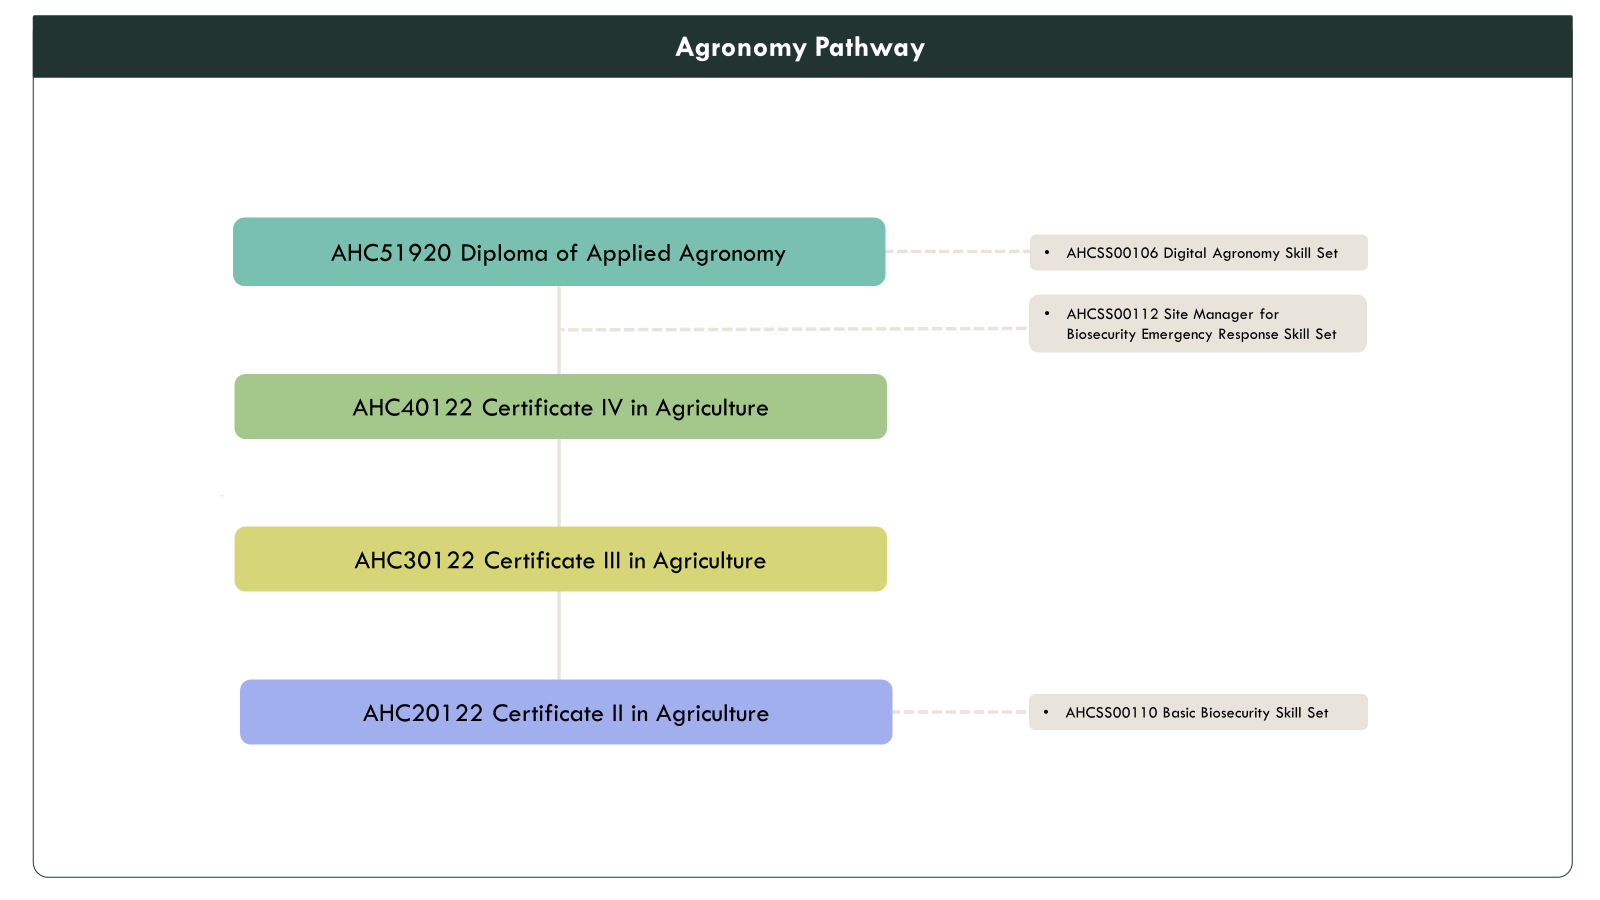 Agronomy Pathway
AHC51920 Diploma of Applied Agronomy
• AHCSS00106 Digital Agronomy Skill Set
• AHCSS00112 Site Manager for
Biosecurity Emergency Response Skill Set
AHC40122 Certificate IV in Agriculture
AHC30122 Certificate III in Agriculture
AHC20122 Certificate II in Agriculture
• AHCSS00110 Basic Biosecurity Skill Set